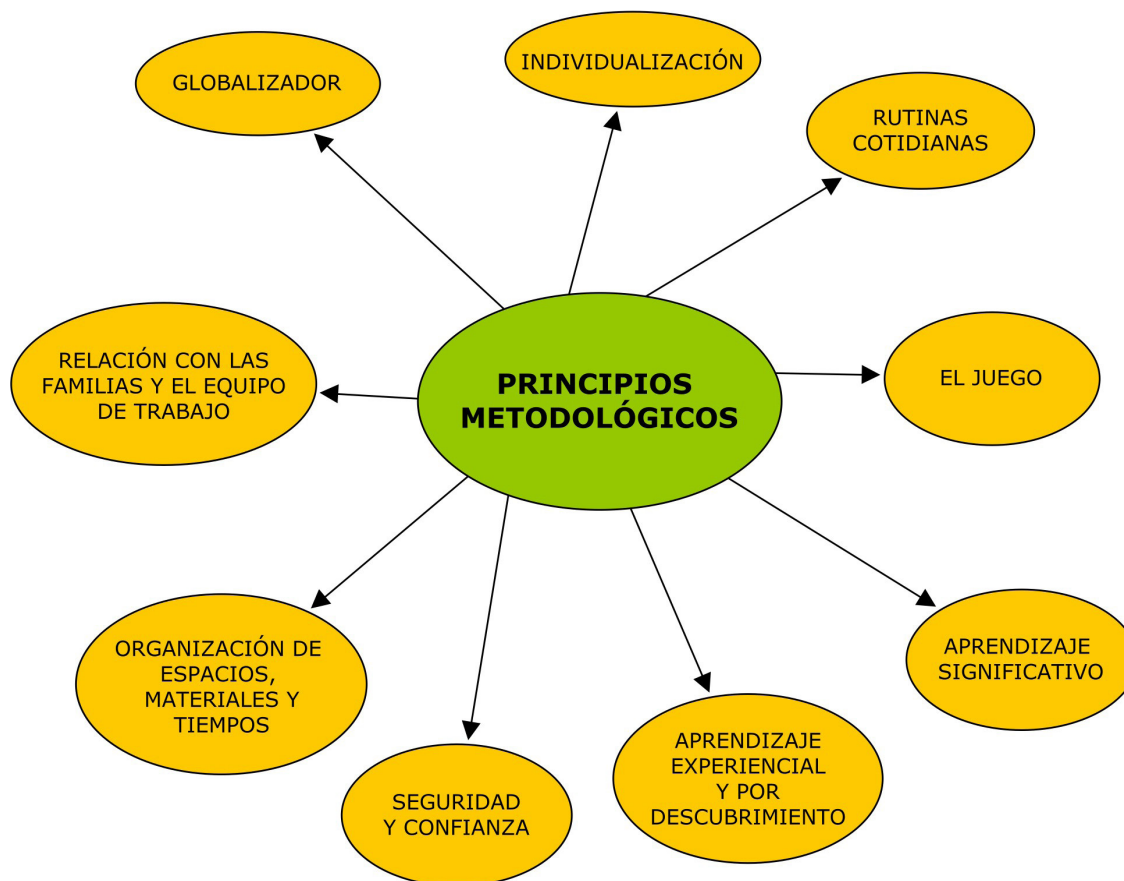 GLOBALIZADOR
INDIVIDUALIZACIÓN
RUTINAS
COTIDIANAS
RELACIÓN CON LAS
FAMILIAS Y EL EQUIPO
DE TRABAJO
PRINCIPIOS
METODOLÓGICOS
EL JUEGO
ORGANIZACIÓN DE
ESPACIOS,
MATERIALES Y
TIEMPOS
SEGURIDAD
Y CONFIANZA
APRENDIZAJE
EXPERIENCIAL
Y POR
DESCUBRIMIENTO
APRENDIZAJE
SIGNIFICATIVO